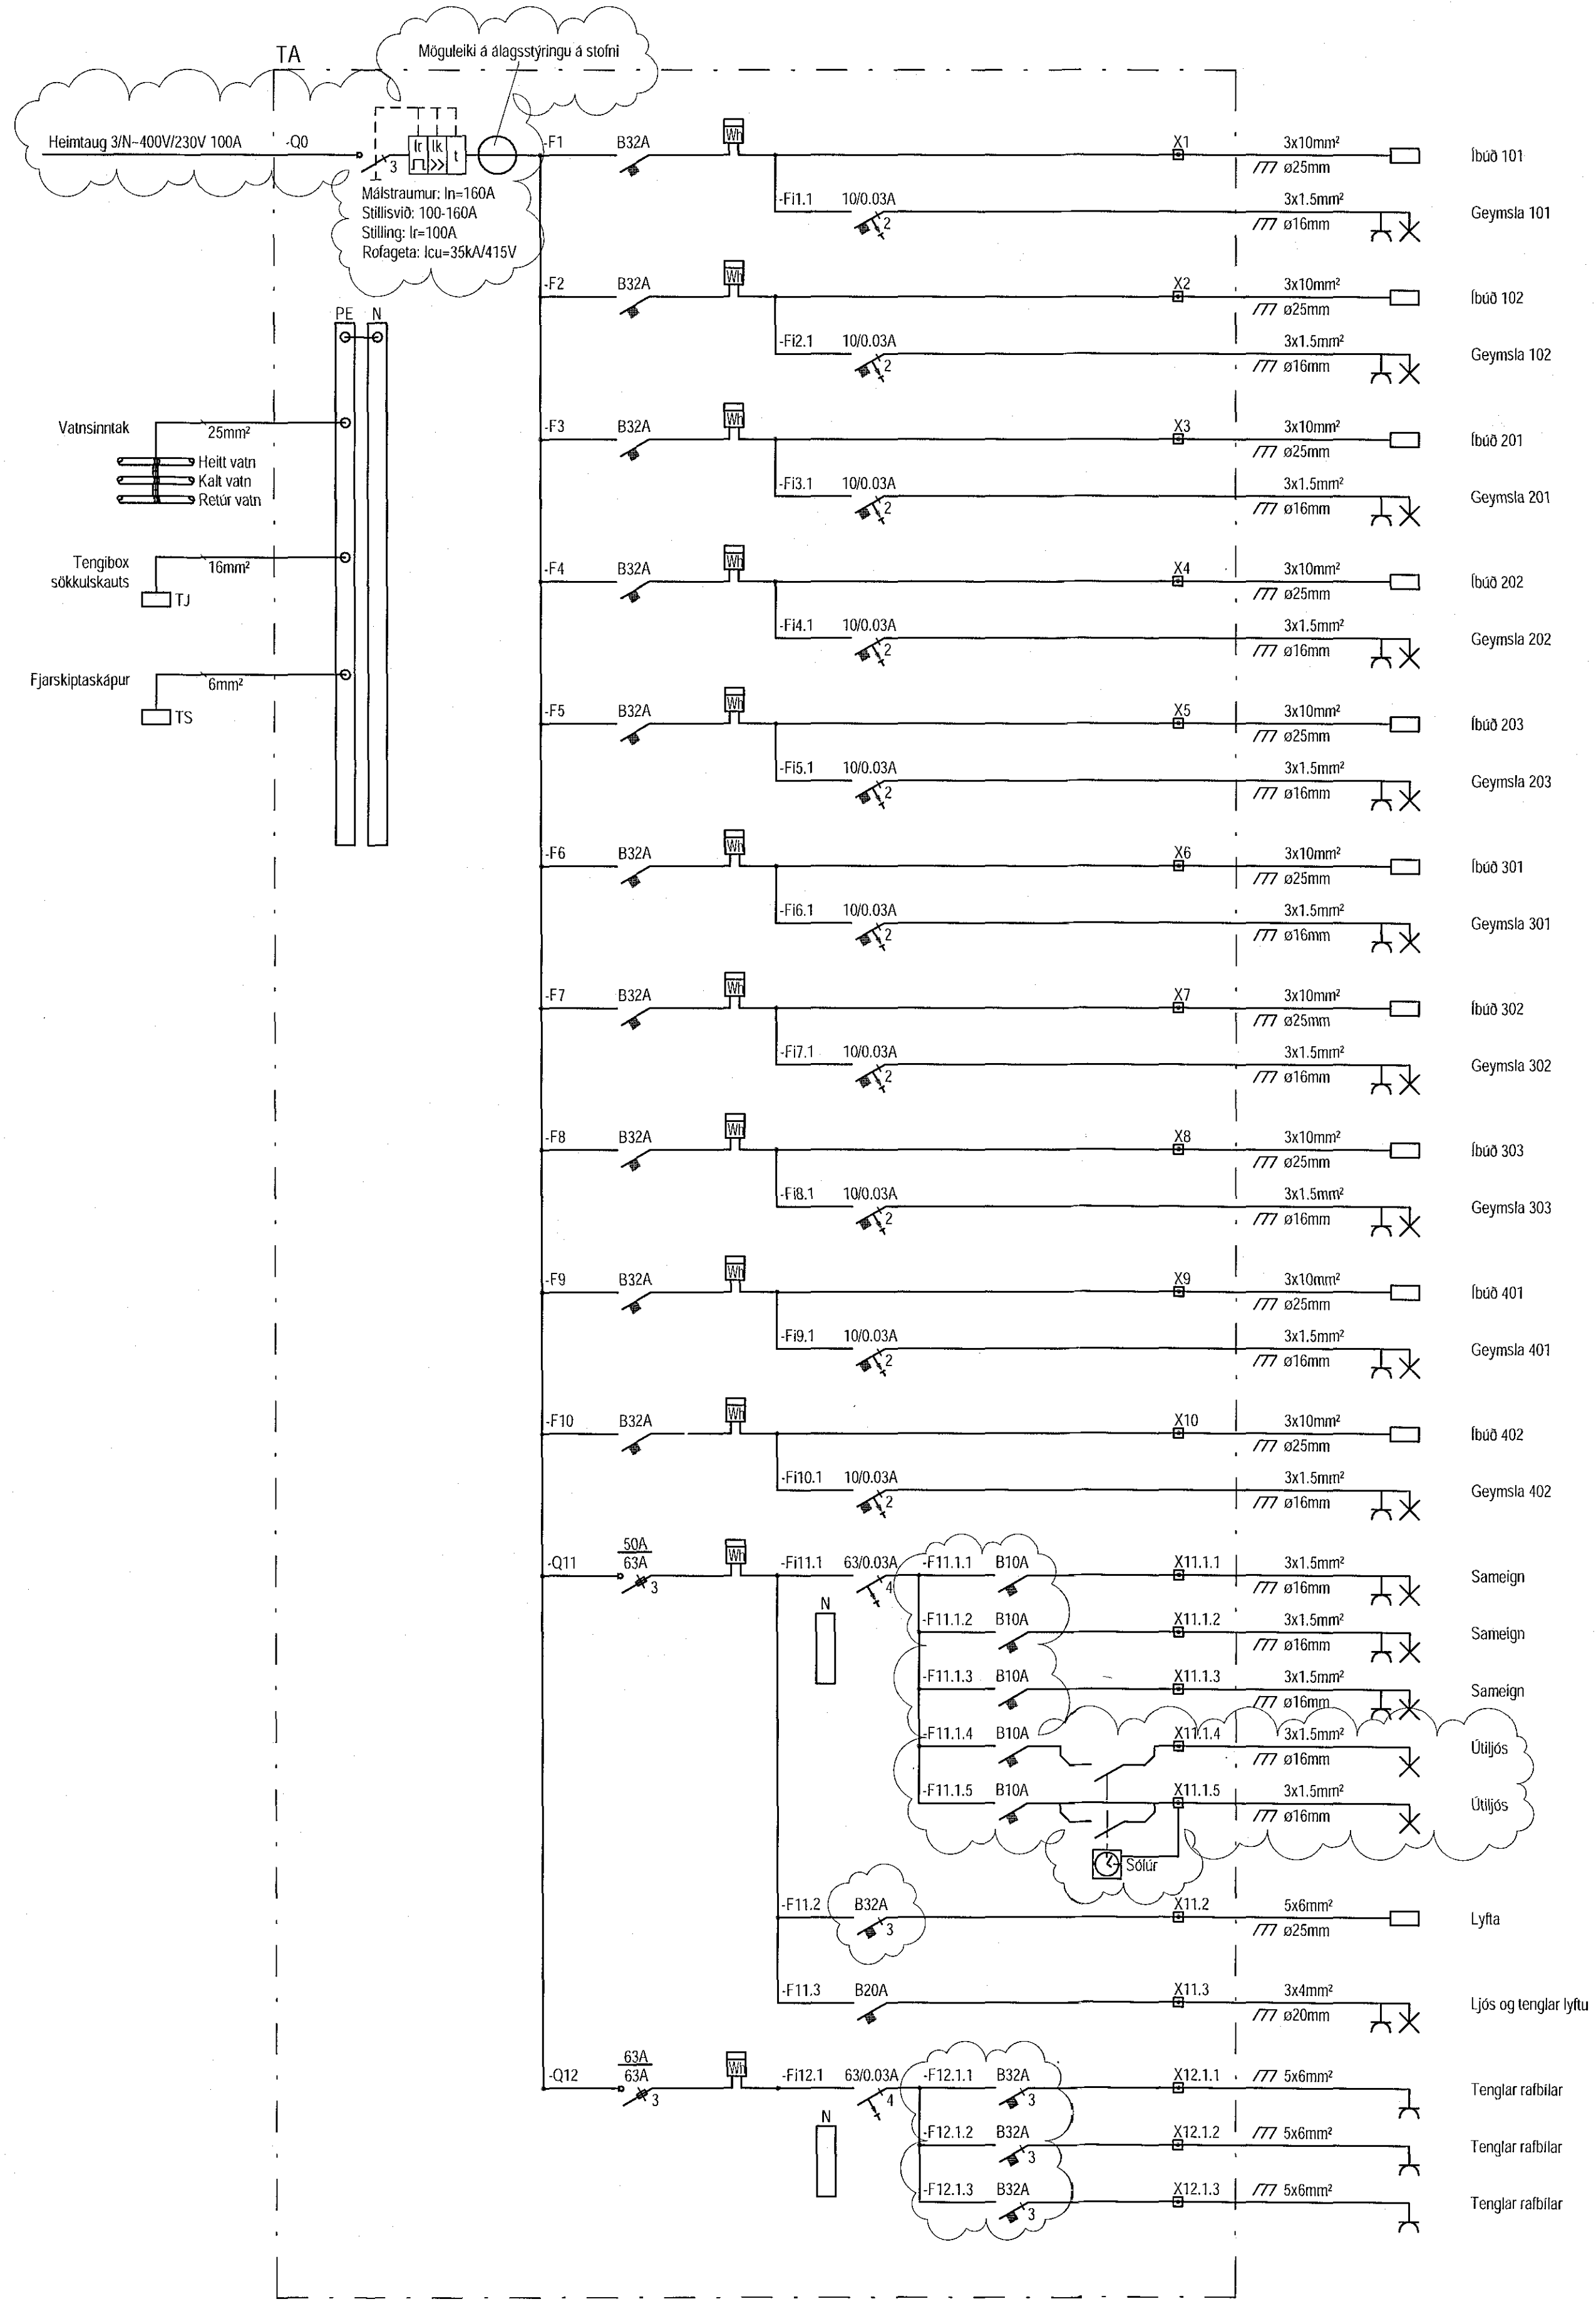 TA
Möguleiki á álagsstýringu á stofni
Heimtaug 3/N~400V/230V 100A
-Q0
3
Ir
Ik
>>
t
Málstraumur: In=160A
Stillisvið: 100-160A
Stilling: Ir=100A
Rofageta: Icu=35kA/415V
PE N
Vatnsinntak
25mm²
Heitt vatn
Kalt vatn
Retúr vatn
Tengibox
sökkulskauts
16mm²
TJ
Fjarskiptaskápur
6mm²
TS
-F1 B32A Wh X1 3x10mm² Íbúð 101
ø25mm
-Fi1.1 10/0.03A 3x1.5mm² Geymsla 101
2 ø16mm
-F2 B32A Wh X2 3x10mm² Íbúð 102
ø25mm
-Fi2.1 10/0.03A 3x1.5mm² Geymsla 102
2 ø16mm
-F3 B32A Wh X3 3x10mm² Íbúð 201
ø25mm
-Fi3.1 10/0.03A 3x1.5mm² Geymsla 201
2 ø16mm
-F4 B32A Wh X4 3x10mm² Íbúð 202
ø25mm
-Fi4.1 10/0.03A 3x1.5mm² Geymsla 202
2 ø16mm
-F5 B32A Wh X5 3x10mm² Íbúð 203
ø25mm
-Fi5.1 10/0.03A 3x1.5mm² Geymsla 203
2 ø16mm
-F6 B32A Wh X6 3x10mm² Íbúð 301
ø25mm
-Fi6.1 10/0.03A 3x1.5mm² Geymsla 301
2 ø16mm
-F7 B32A Wh X7 3x10mm² Íbúð 302
ø25mm
-Fi7.1 10/0.03A 3x1.5mm² Geymsla 302
2 ø16mm
-F8 B32A Wh X8 3x10mm² Íbúð 303
ø25mm
-Fi8.1 10/0.03A 3x1.5mm² Geymsla 303
2 ø16mm
-F9 B32A Wh X9 3x10mm² Íbúð 401
ø25mm
-Fi9.1 10/0.03A 3x1.5mm² Geymsla 401
2 ø16mm
-F10 B32A Wh X10 3x10mm² Íbúð 402
ø25mm
-Fi10.1 10/0.03A 3x1.5mm² Geymsla 402
2 ø16mm
50A
-Q11 63A Wh -Fi11.1 63/0.03A -F11.1.1 B10A X11.1.1 3x1.5mm² Sameign
3 4 ø16mm
N
-F11.1.2 B10A X11.1.2 3x1.5mm² Sameign
ø16mm
-F11.1.3 B10A X11.1.3 3x1.5mm² Sameign
ø16mm
-F11.1.4 B10A X11.1.4 3x1.5mm² Útiljós
ø16mm
-F11.1.5 B10A X11.1.5 3x1.5mm² Útiljós
ø16mm
Sólúr
-F11.2 B32A X11.2 5x6mm² Lyfta
3 ø25mm
-F11.3 B20A X11.3 3x4mm² Ljós og tenglar lyftu
ø20mm
63A
-Q12 63A Wh -Fi12.1 63/0.03A -F12.1.1 B32A X12.1.1 5x6mm² Tenglar rafbílar
3 4 3
N
-F12.1.2 B32A X12.1.2 5x6mm² Tenglar rafbílar
3
-F12.1.3 B32A X12.1.3 5x6mm² Tenglar rafbílar
3